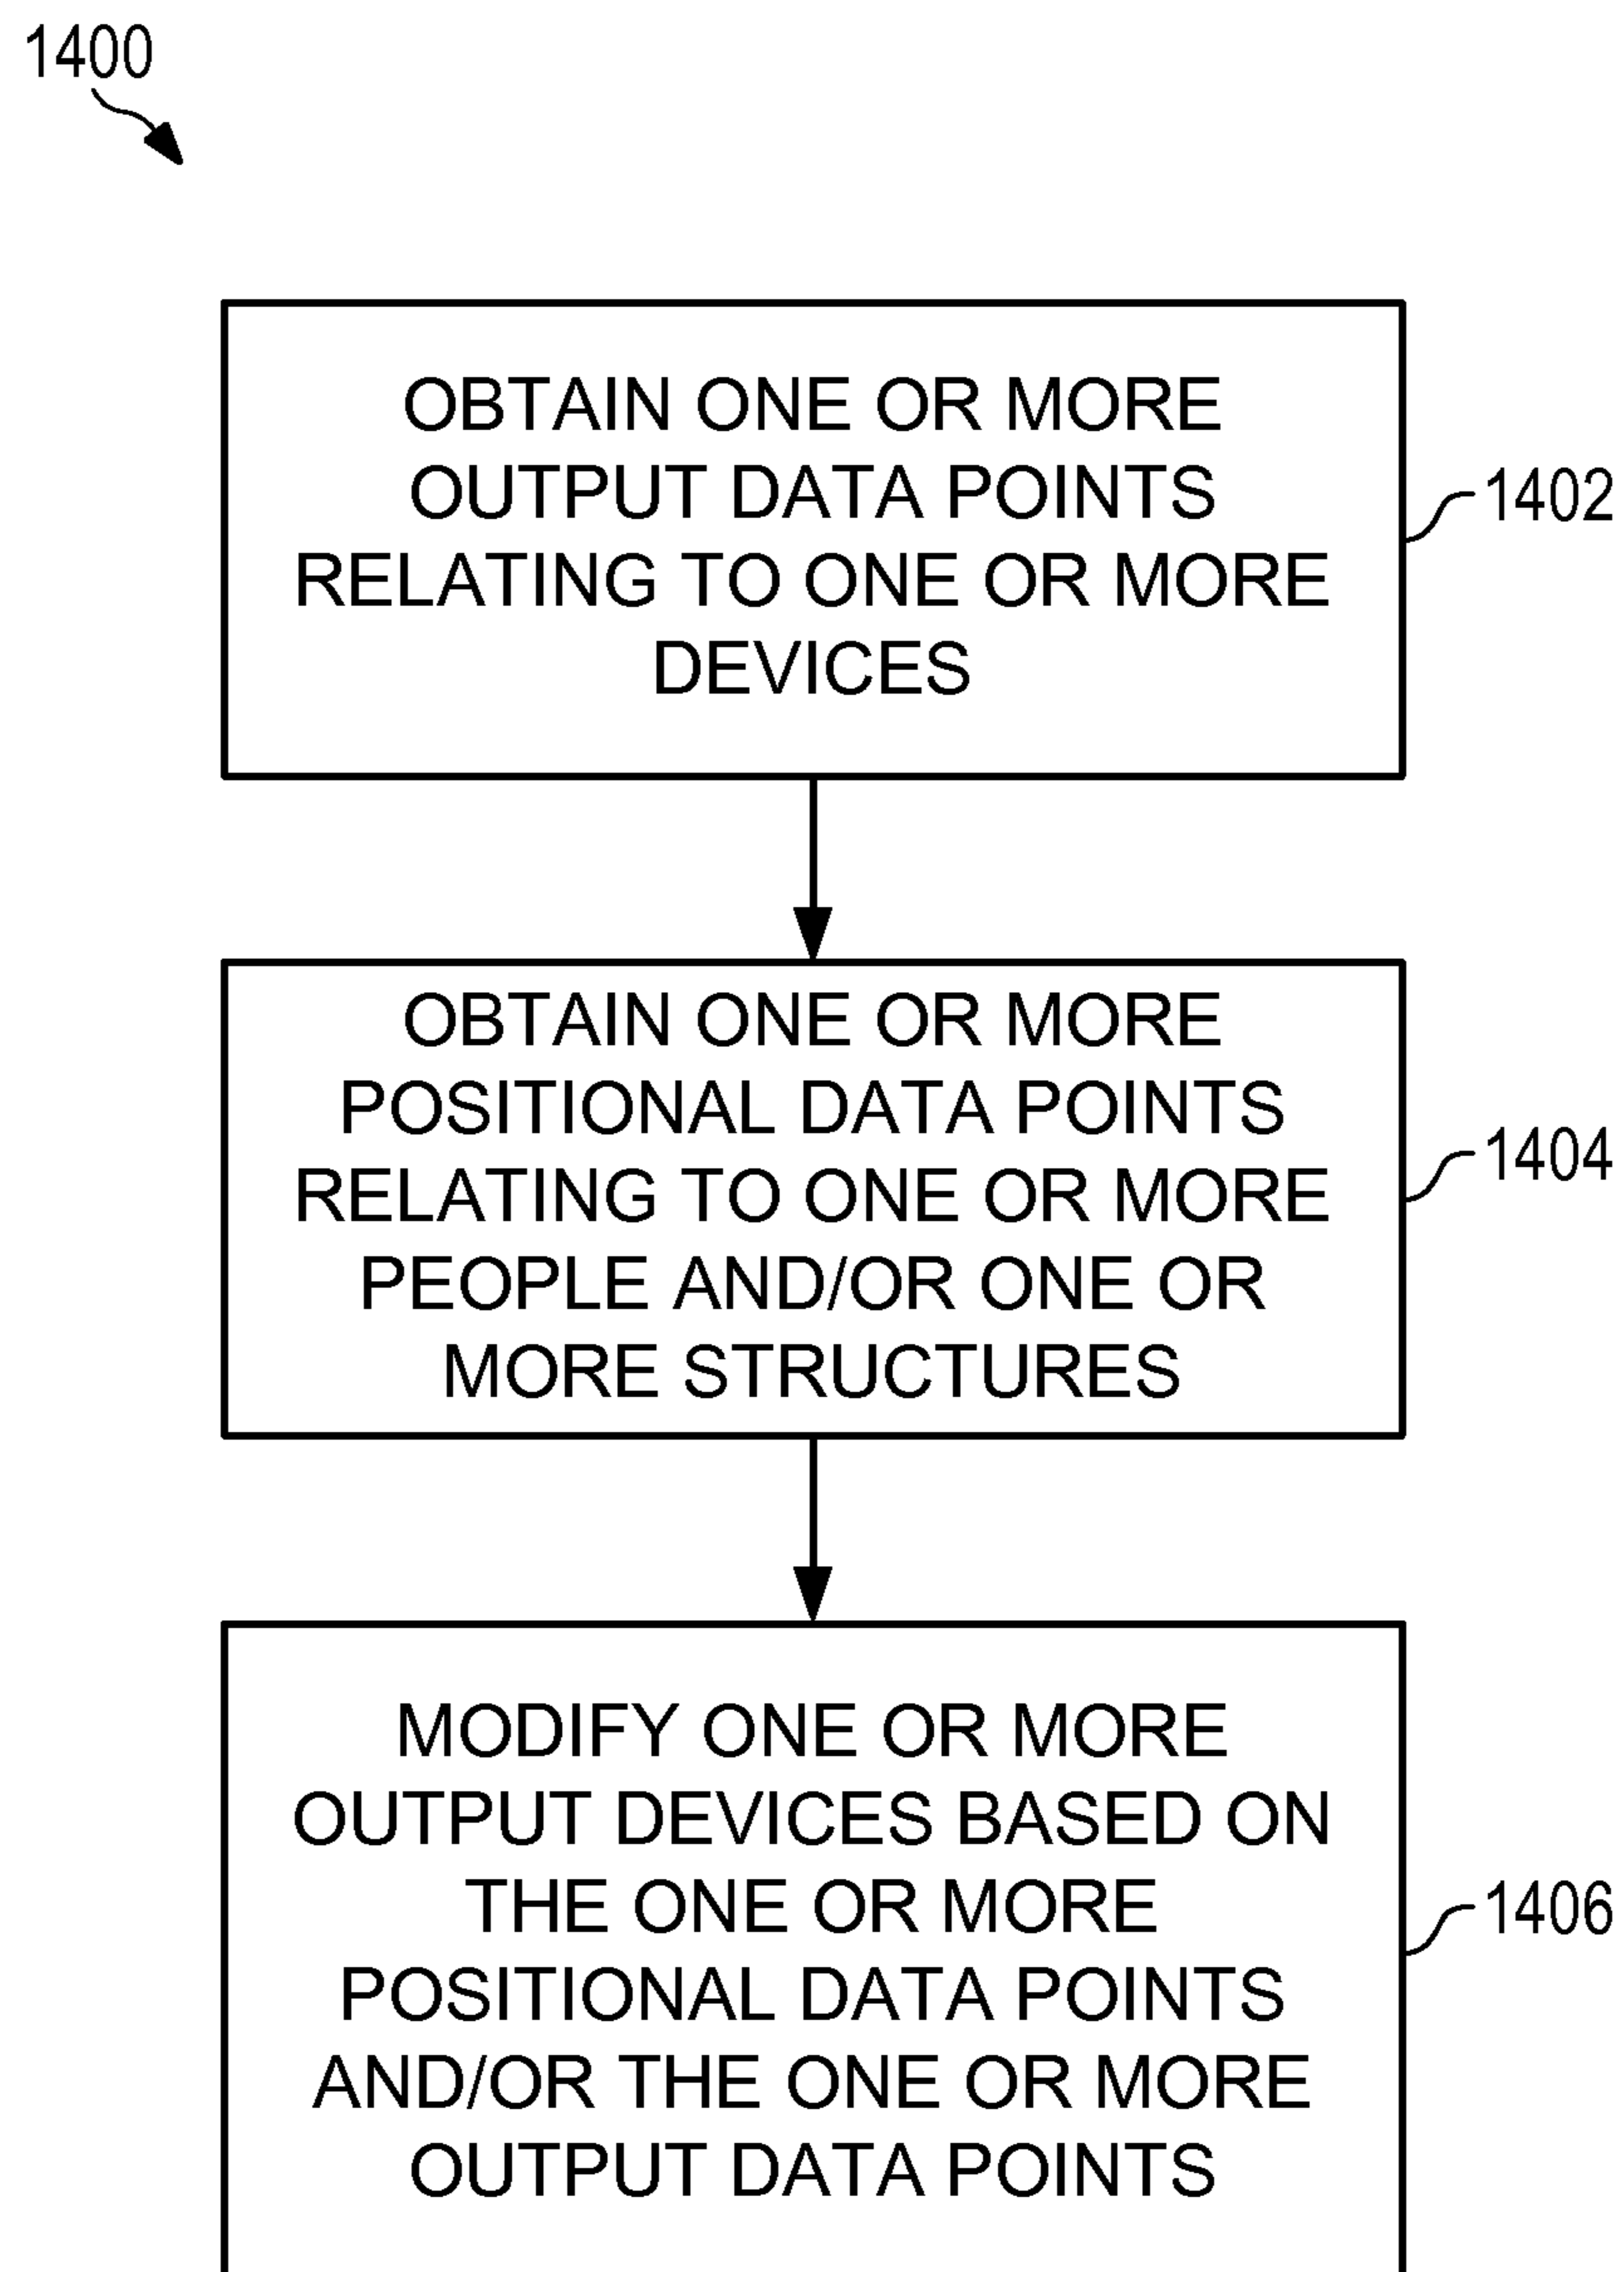 1400
OBTAIN ONE OR MORE
OUTPUT DATA POINTS
RELATING TO ONE OR MORE
DEVICES
1402
OBTAIN ONE OR MORE
POSITIONAL DATA POINTS
RELATING TO ONE OR MORE
PEOPLE AND/OR ONE OR
MORE STRUCTURES
1404
MODIFY ONE OR MORE
OUTPUT DEVICES BASED ON
THE ONE OR MORE
POSITIONAL DATA POINTS
AND/OR THE ONE OR MORE
OUTPUT DATA POINTS
1406